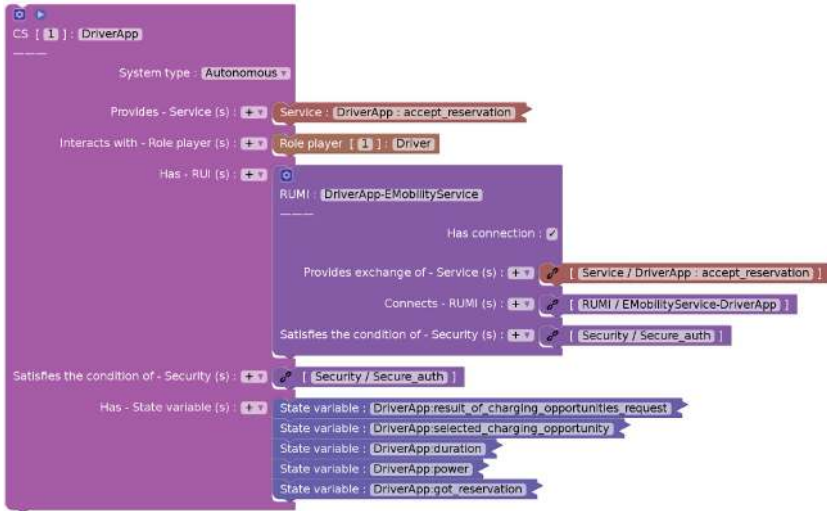 CS [ 1 ] : DriverApp
System type : Autonomous
Provides - Service (s) : + Service : DriverApp : accept_reservation
Interacts with - Role player (s) : + Role player [ 1 ] : Driver
Has - RUI (s) : +
RUMI : DriverApp-EMobilityService
Has connection :
Provides exchange of - Service (s) : + [ Service / DriverApp : accept_reservation ]
Connects - RUMI (s) : + [ RUMI / EMobilityService-DriverApp ]
Satisfies the condition of - Security (s) : + [ Security / Secure_auth ]
Satisfies the condition of - Security (s) : + [ Security / Secure_auth ]
Has - State variable (s) : + State variable : DriverApp:result_of_charging_opportunities_request
State variable : DriverApp:selected_charging_opportunity
State variable : DriverApp:duration
State variable : DriverApp:power
State variable : DriverApp:got_reservation